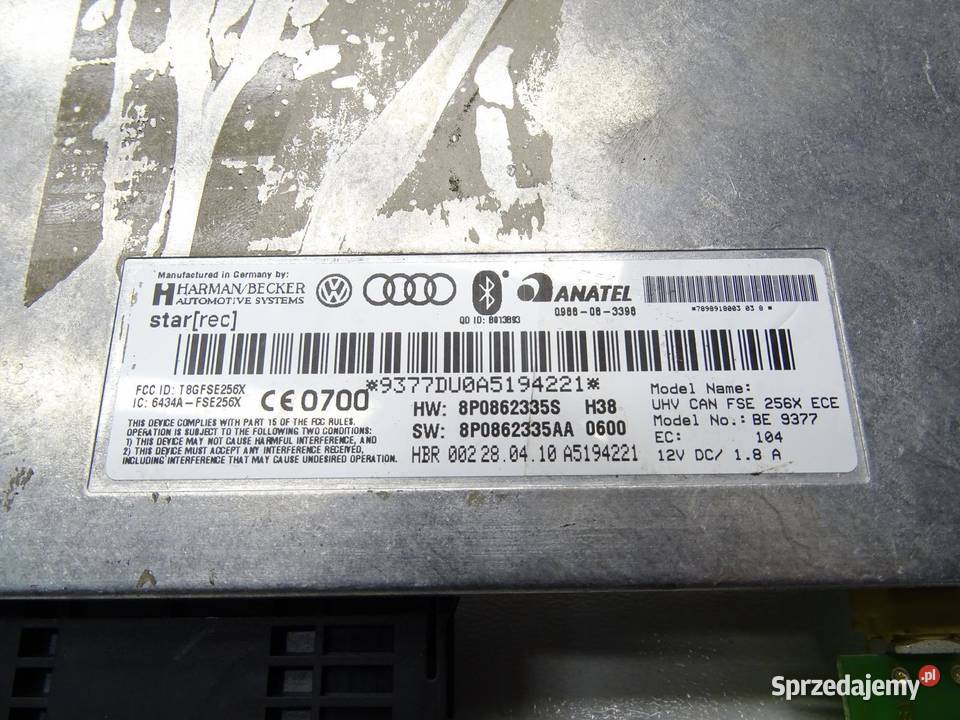 Manufactured in Germany by:
HARMAN/BECKER
AUTOMOTIVE SYSTEMS
star[rec]
QD ID: B013893
ANATEL
0988-08-3398
*7898918003 03 8 *
*9377DU0A5194221*
FCC ID: T8GFSE256X
IC: 6434A-FSE256X
CE 0700
THIS DEVICE COMPLIES WITH PART 15 OF THE FCC RULES.
OPERATION IS SUBJECT TO THE FOLLOWING TWO CONDITIONS:
1) THIS DEVICE MAY NOT CAUSE HARMFUL INTERFERENCE, AND
2) THIS DEVICE MUST ACCEPT ANY INTERFERENCE RECEIVED,
INCLUDING INTERFERENCE THAT MAY CAUSE UNDESIRED OPERATION.
HW: 8P0862335S H38
SW: 8P0862335AA 0600
HBR 002 28.04.10 A5194221
Model Name:
UHV CAN FSE 256X ECE
Model No.: BE 9377
EC: 104
12V DC/ 1.8 A
Sprzedajemy.pl